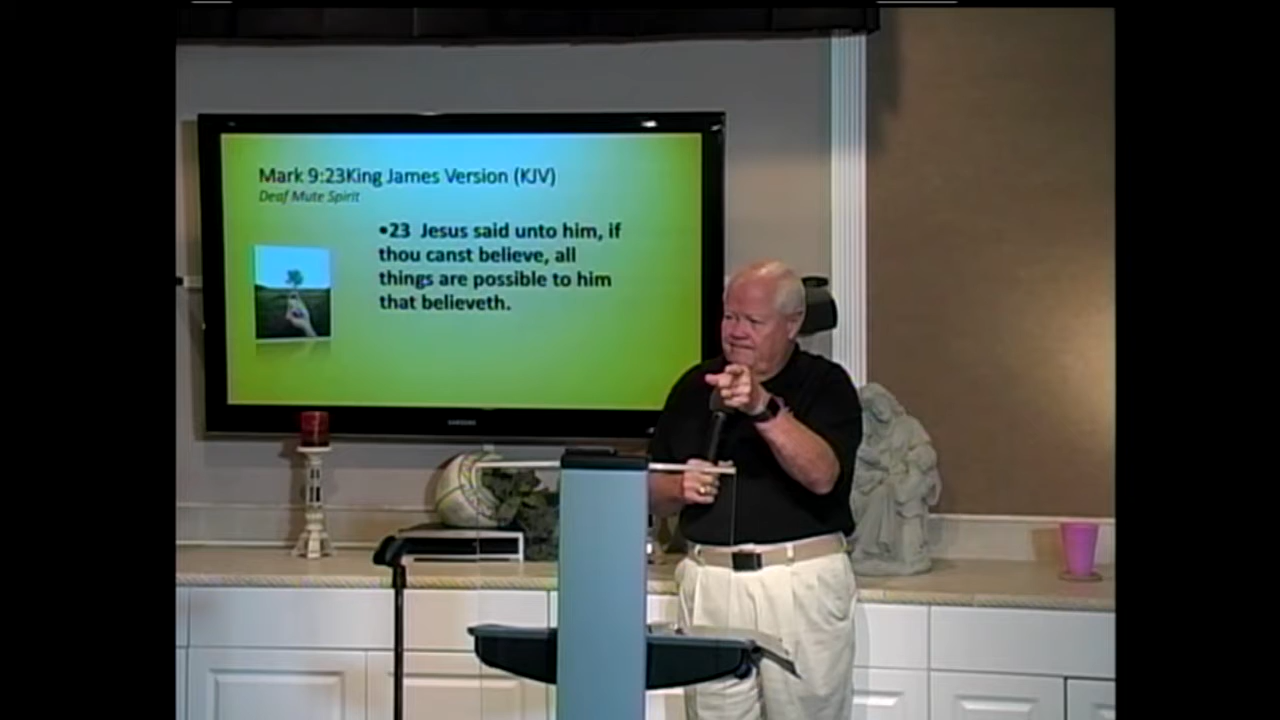 Mark 9:23King James Version (KJV)
Deaf Mute Spirit
•23 Jesus said unto him, if
thou canst believe, all
things are possible to him
that believeth.
SAMSUNG